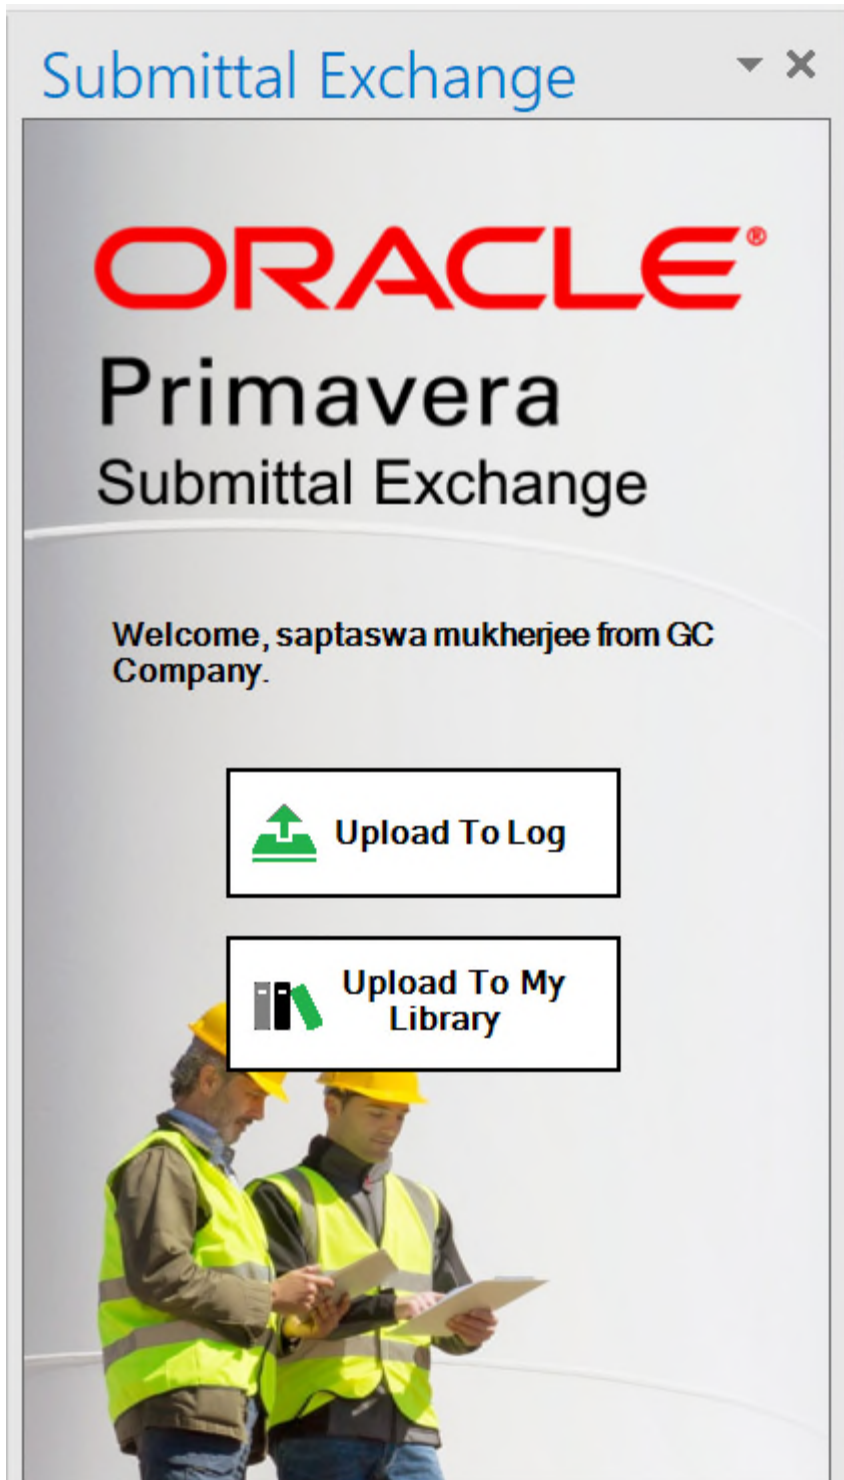 Submittal Exchange
ORACLE®
Primavera
Submittal Exchange
Welcome, saptaswa mukherjee from GC
Company.
Upload To Log
Upload To My
Library